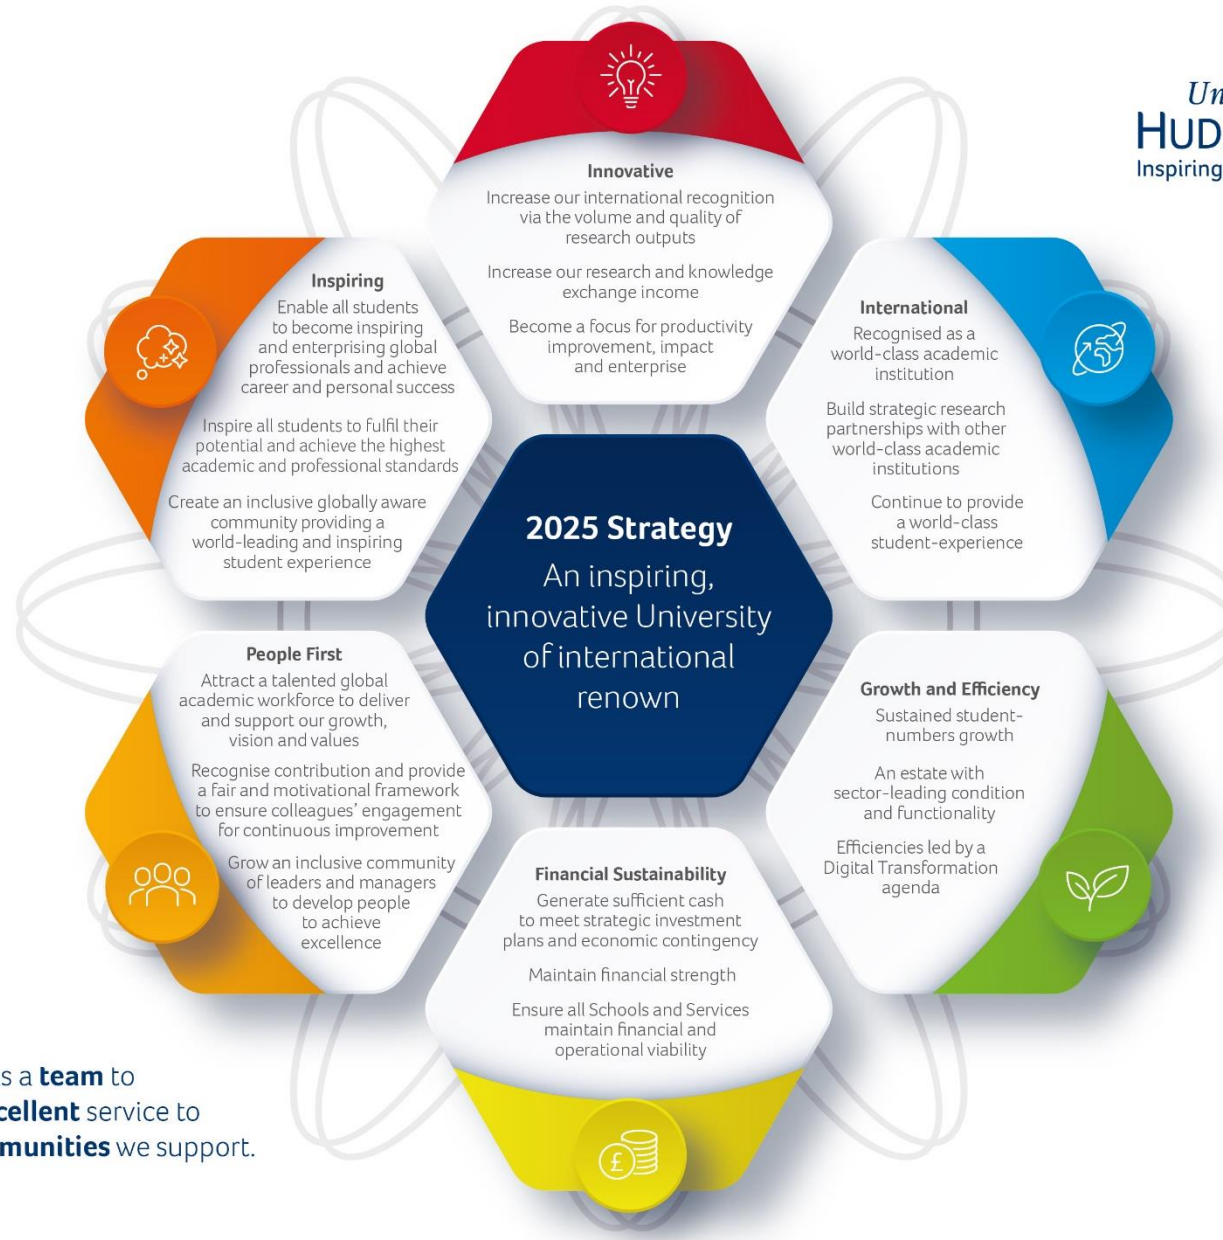 Un
HUD
Inspiring
Innovative
Increase our international recognition
via the volume and quality of
research outputs
Increase our research and knowledge
exchange income
Become a focus for productivity
improvement, impact
and enterprise
Inspiring
Enable all students
to become inspiring
and enterprising global
professionals and achieve
career and personal success
Inspire all students to fulfil their
potential and achieve the highest
academic and professional standards
Create an inclusive globally aware
community providing a
world-leading and inspiring
student experience
International
Recognised as a
world-class academic
institution
Build strategic research
partnerships with other
world-class academic
institutions
Continue to provide
a world-class
student-experience
2025 Strategy
An inspiring,
innovative University
of international
renown
People First
Attract a talented global
academic workforce to deliver
and support our growth,
vision and values
Recognise contribution and provide
a fair and motivational framework
to ensure colleagues’ engagement
for continuous improvement
Grow an inclusive community
of leaders and managers
to develop people
to achieve
excellence
Growth and Efficiency
Sustained student-
numbers growth
An estate with
sector-leading condition
and functionality
Efficiencies led by a
Digital Transformation
agenda
Financial Sustainability
Generate sufficient cash
to meet strategic investment
plans and economic contingency
Maintain financial strength
Ensure all Schools and Services
maintain financial and
operational viability
£
s a team to
cellent service to
munities we support.